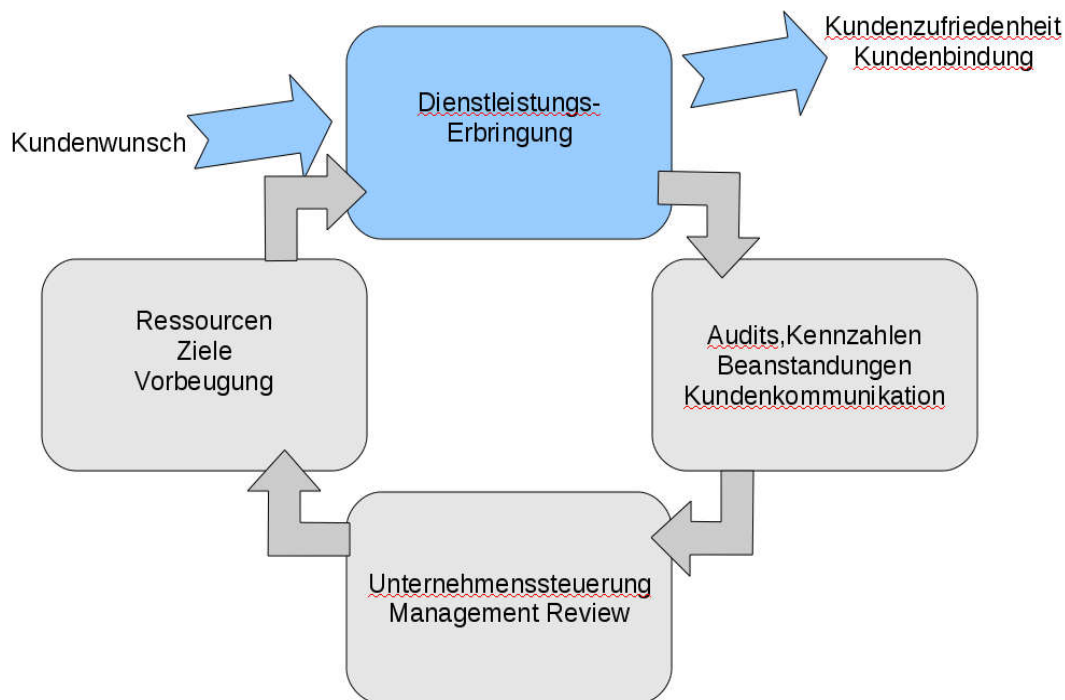 Kundenzufriedenheit
Kundenbindung
Dienstleistungs-
Erbringung
Kundenwunsch
Ressourcen
Ziele
Vorbeugung
Audits,Kennzahlen
Beanstandungen
Kundenkommunikation
Unternehmenssteuerung
Management Review